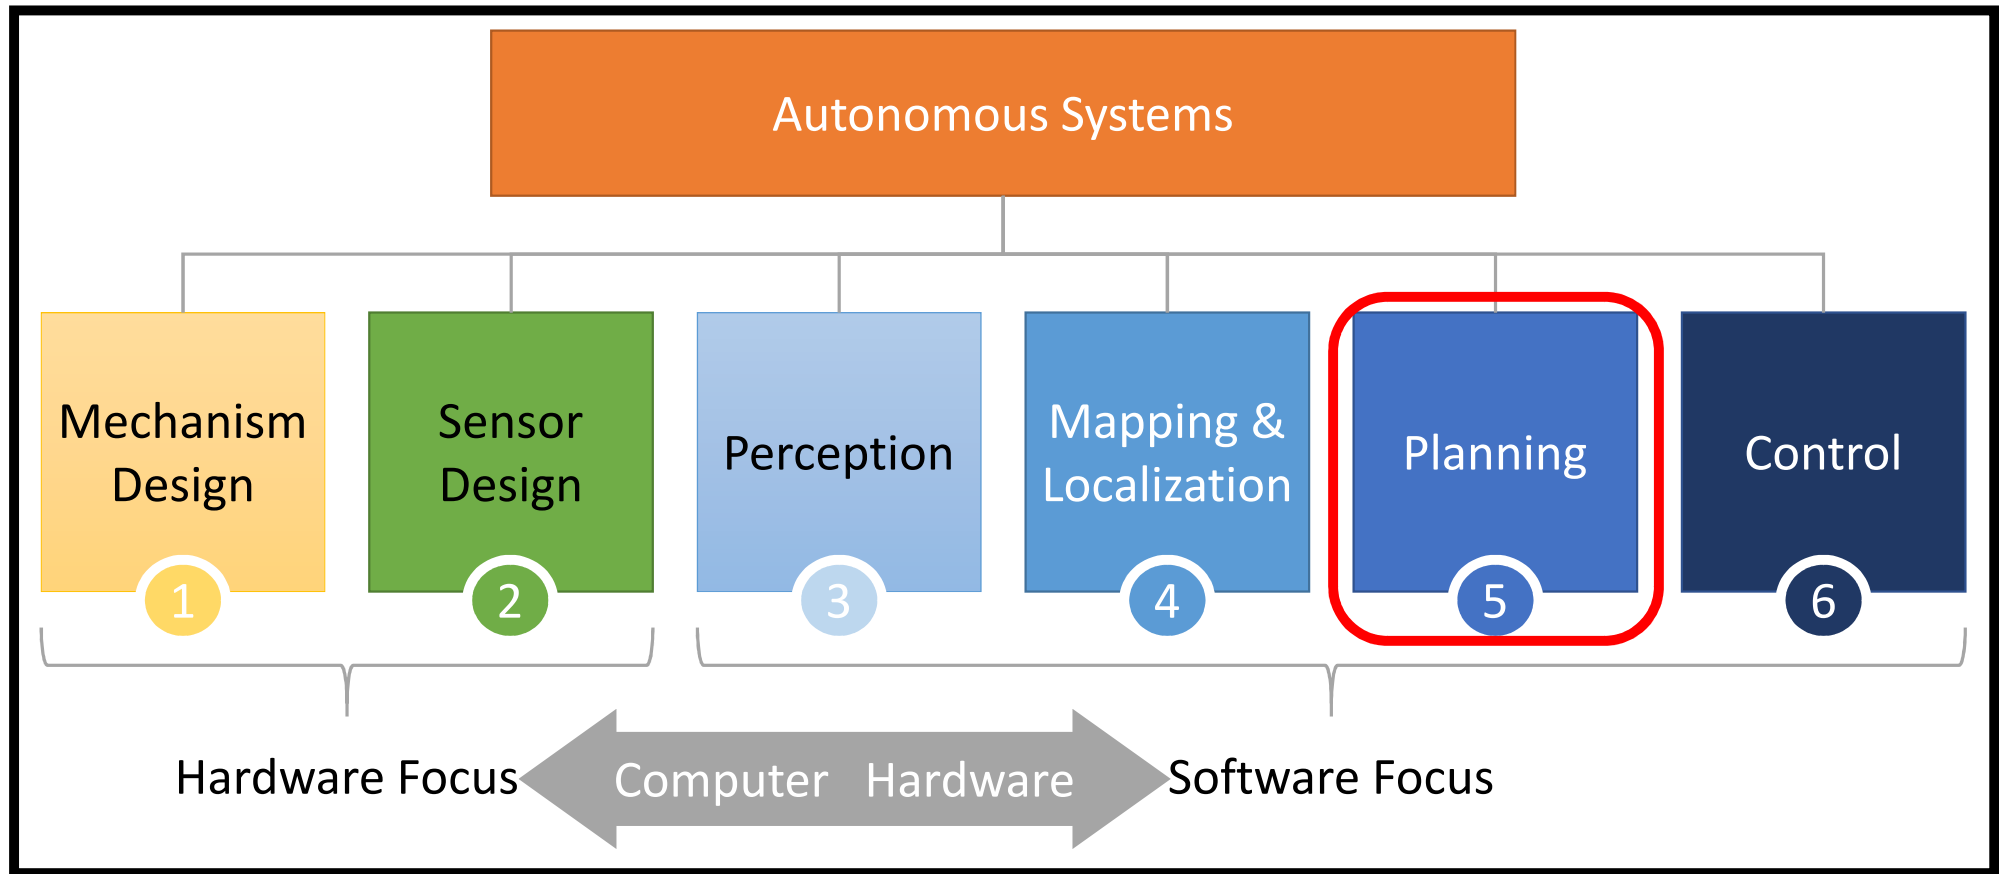 Autonomous Systems
Mechanism
Design
1
Sensor
Design
2
Perception
3
Mapping &
Localization
4
Planning
5
Control
6
Hardware Focus
Computer Hardware
Software Focus